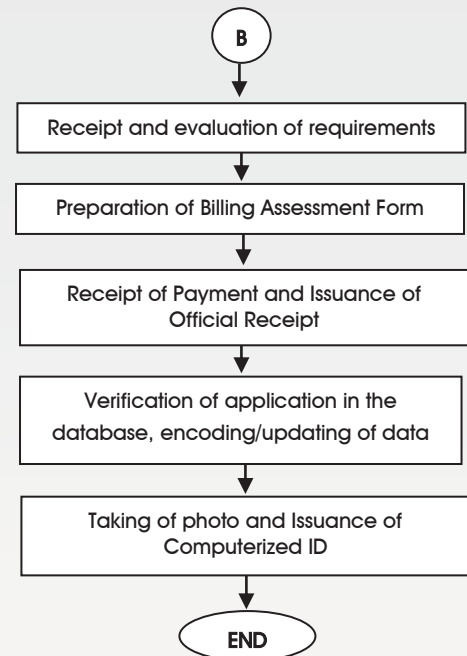 B
Receipt and evaluation of requirements
Preparation of Billing Assessment Form
Receipt of Payment and Issuance of
Official Receipt
Verification of application in the
database, encoding/updating of data
Taking of photo and Issuance of
Computerized ID
END